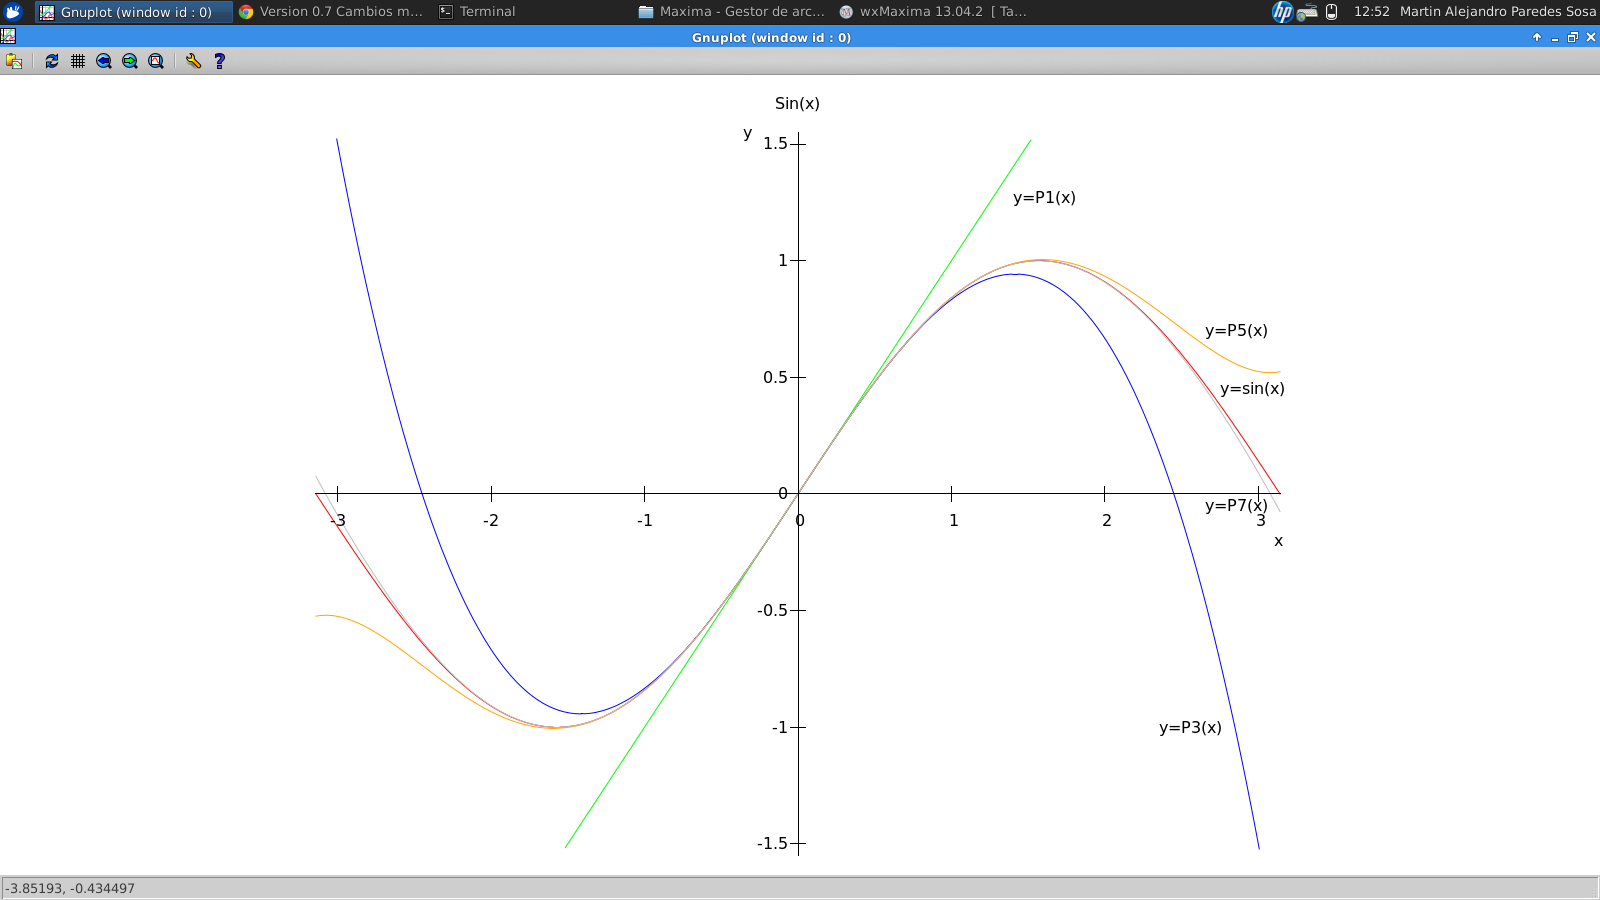 Gnuplot (window id : 0)
Version 0.7 Cambios m...
Terminal
Maxima - Gestor de arc...
wxMaxima 13.04.2 [ Ta...
hp
12:52
Martin Alejandro Paredes Sosa
Gnuplot (window id : 0)
Sin(x)
y
1.5
y=P1(x)
1
y=P5(x)
0.5
y=sin(x)
0
y=P7(x)
-3 -2 -1 0 1 2 3
x
-0.5
-1
y=P3(x)
-1.5
-3.85193, -0.434497